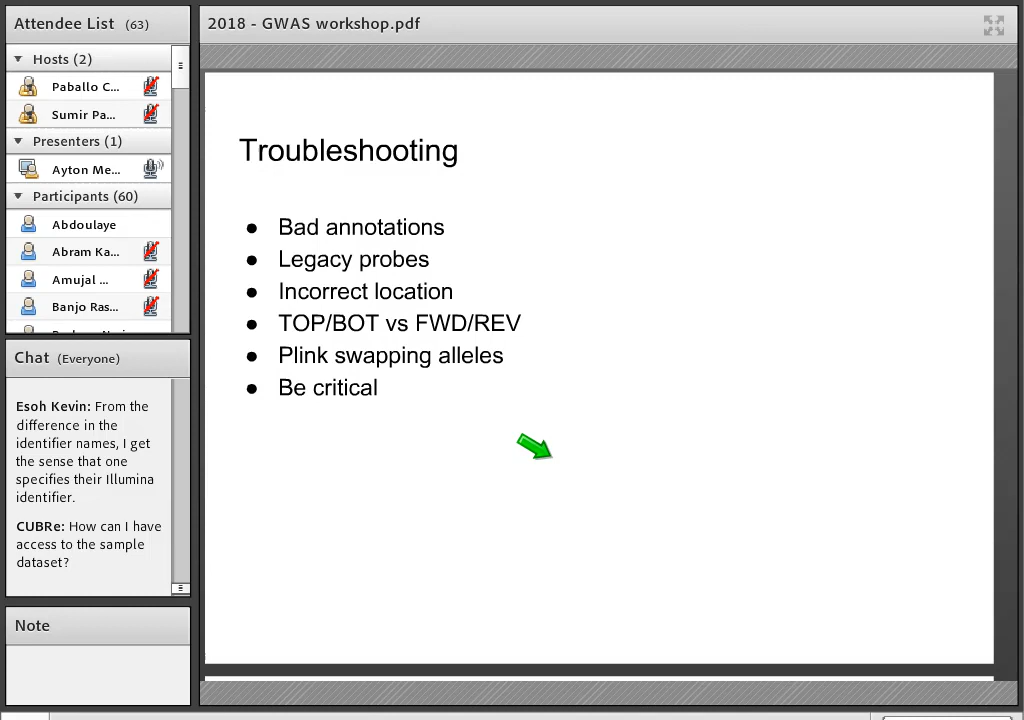 Attendee List (63)
Hosts (2)
Paballo C...
Sumir Pa...
Presenters (1)
Ayton Me...
Participants (60)
Abdoulaye
Abram Ka...
Amujal ...
Banjo Ras...
Chat (Everyone)
Esoh Kevin: From the
difference in the
identifier names, I get
the sense that one
specifies their Illumina
identifier.
CUBRe: How can I have
access to the sample
dataset?
Note
2018 - GWAS workshop.pdf
Troubleshooting
● Bad annotations
● Legacy probes
● Incorrect location
● TOP/BOT vs FWD/REV
● Plink swapping alleles
● Be critical